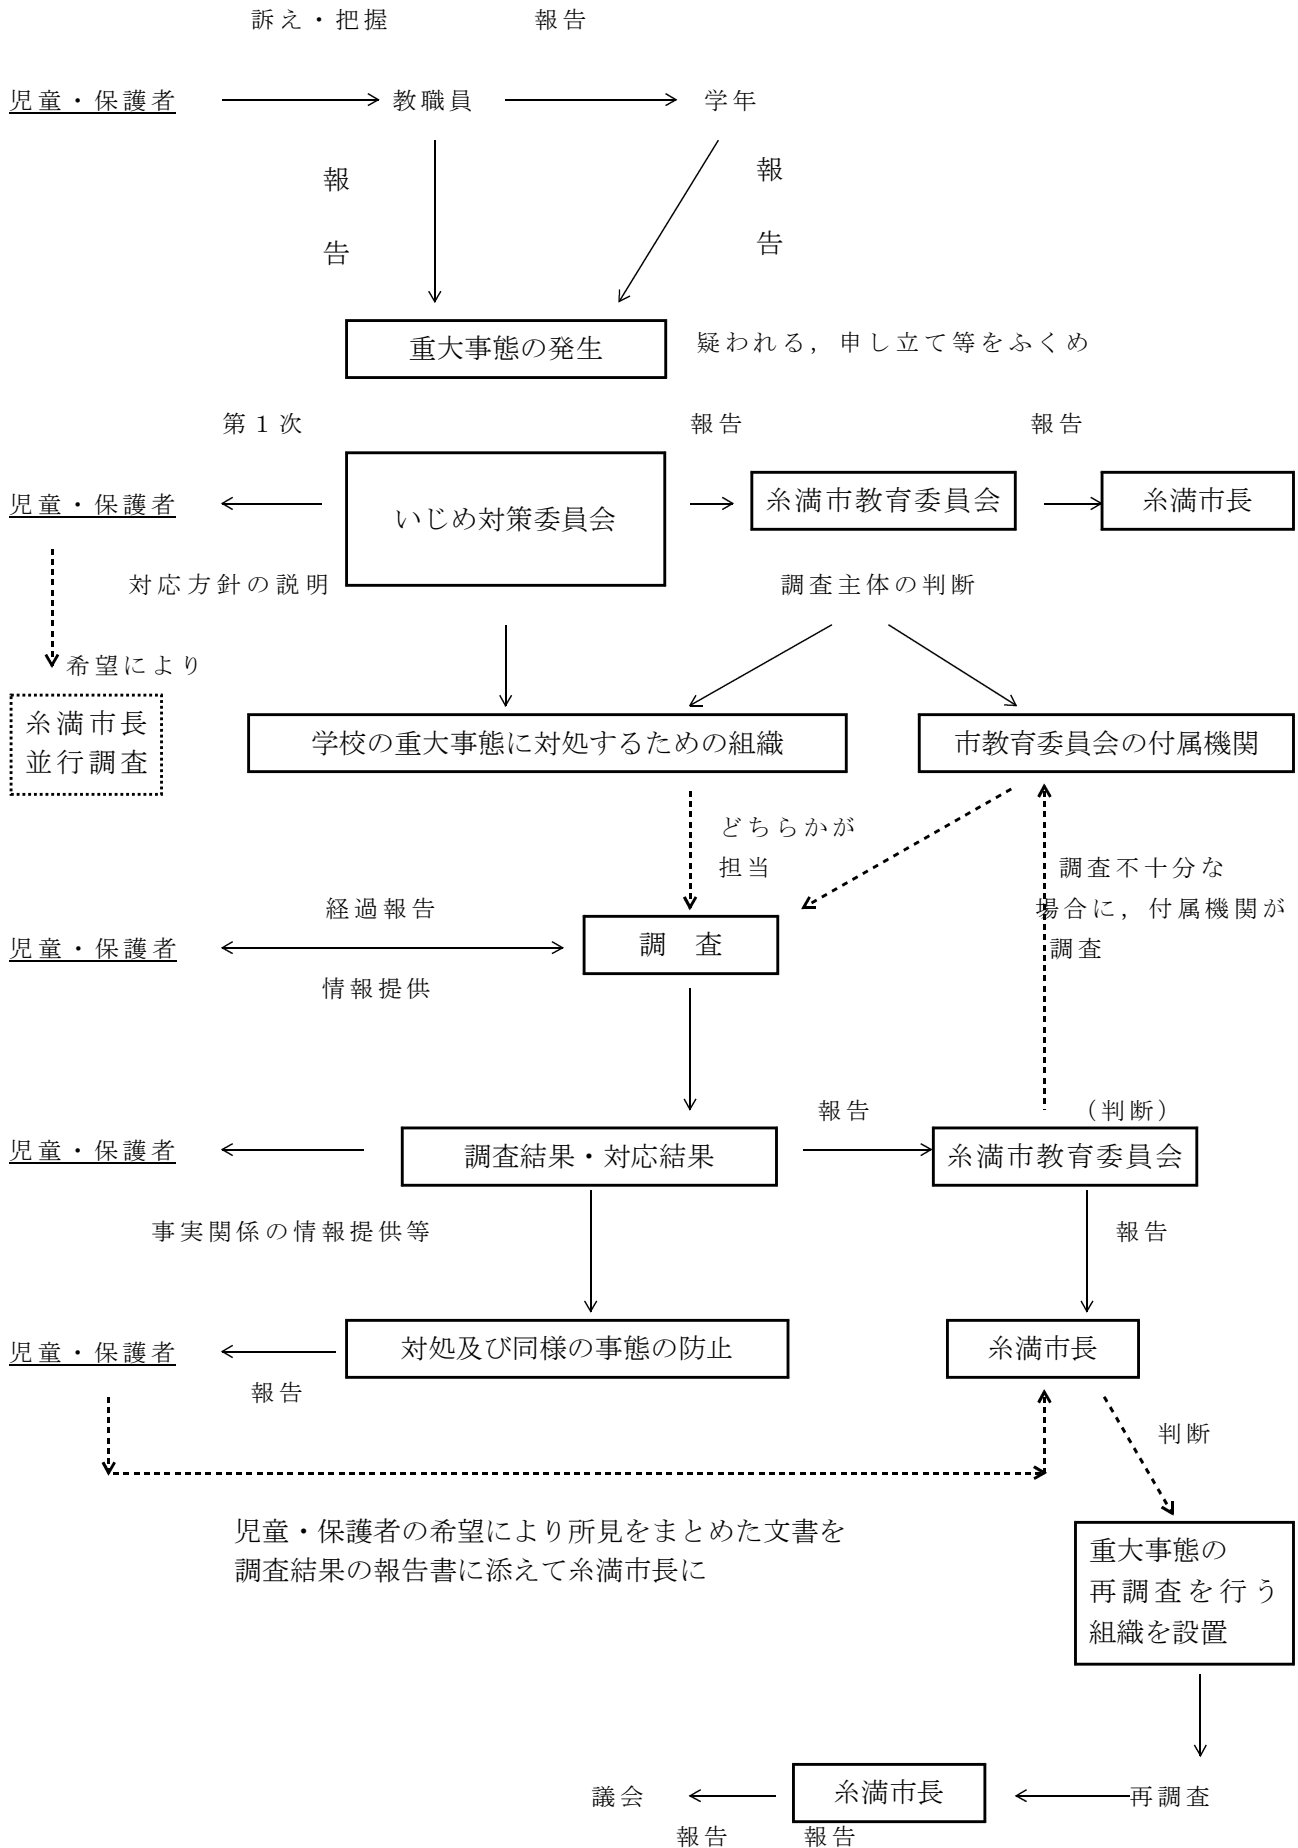 訴え・把握
報告
児童・保護者
教職員
学年
報
告
報
告
重大事態の発生
疑われる，申し立て等をふくめ
第１次
報告
報告
児童・保護者
いじめ対策委員会
糸満市教育委員会
糸満市長
対応方針の説明
調査主体の判断
希望により
糸満市長
並行調査
学校の重大事態に対処するための組織
市教育委員会の付属機関
どちらかが
担当
調査不十分な
場合に，付属機関が
調査
経過報告
児童・保護者
調　査
情報提供
報告
（判断）
児童・保護者
調査結果・対応結果
糸満市教育委員会
事実関係の情報提供等
報告
児童・保護者
対処及び同様の事態の防止
糸満市長
報告
判断
児童・保護者の希望により所見をまとめた文書を
調査結果の報告書に添えて糸満市長に
重大事態の
再調査を行う
組織を設置
議会
糸満市長
再調査
報告
報告